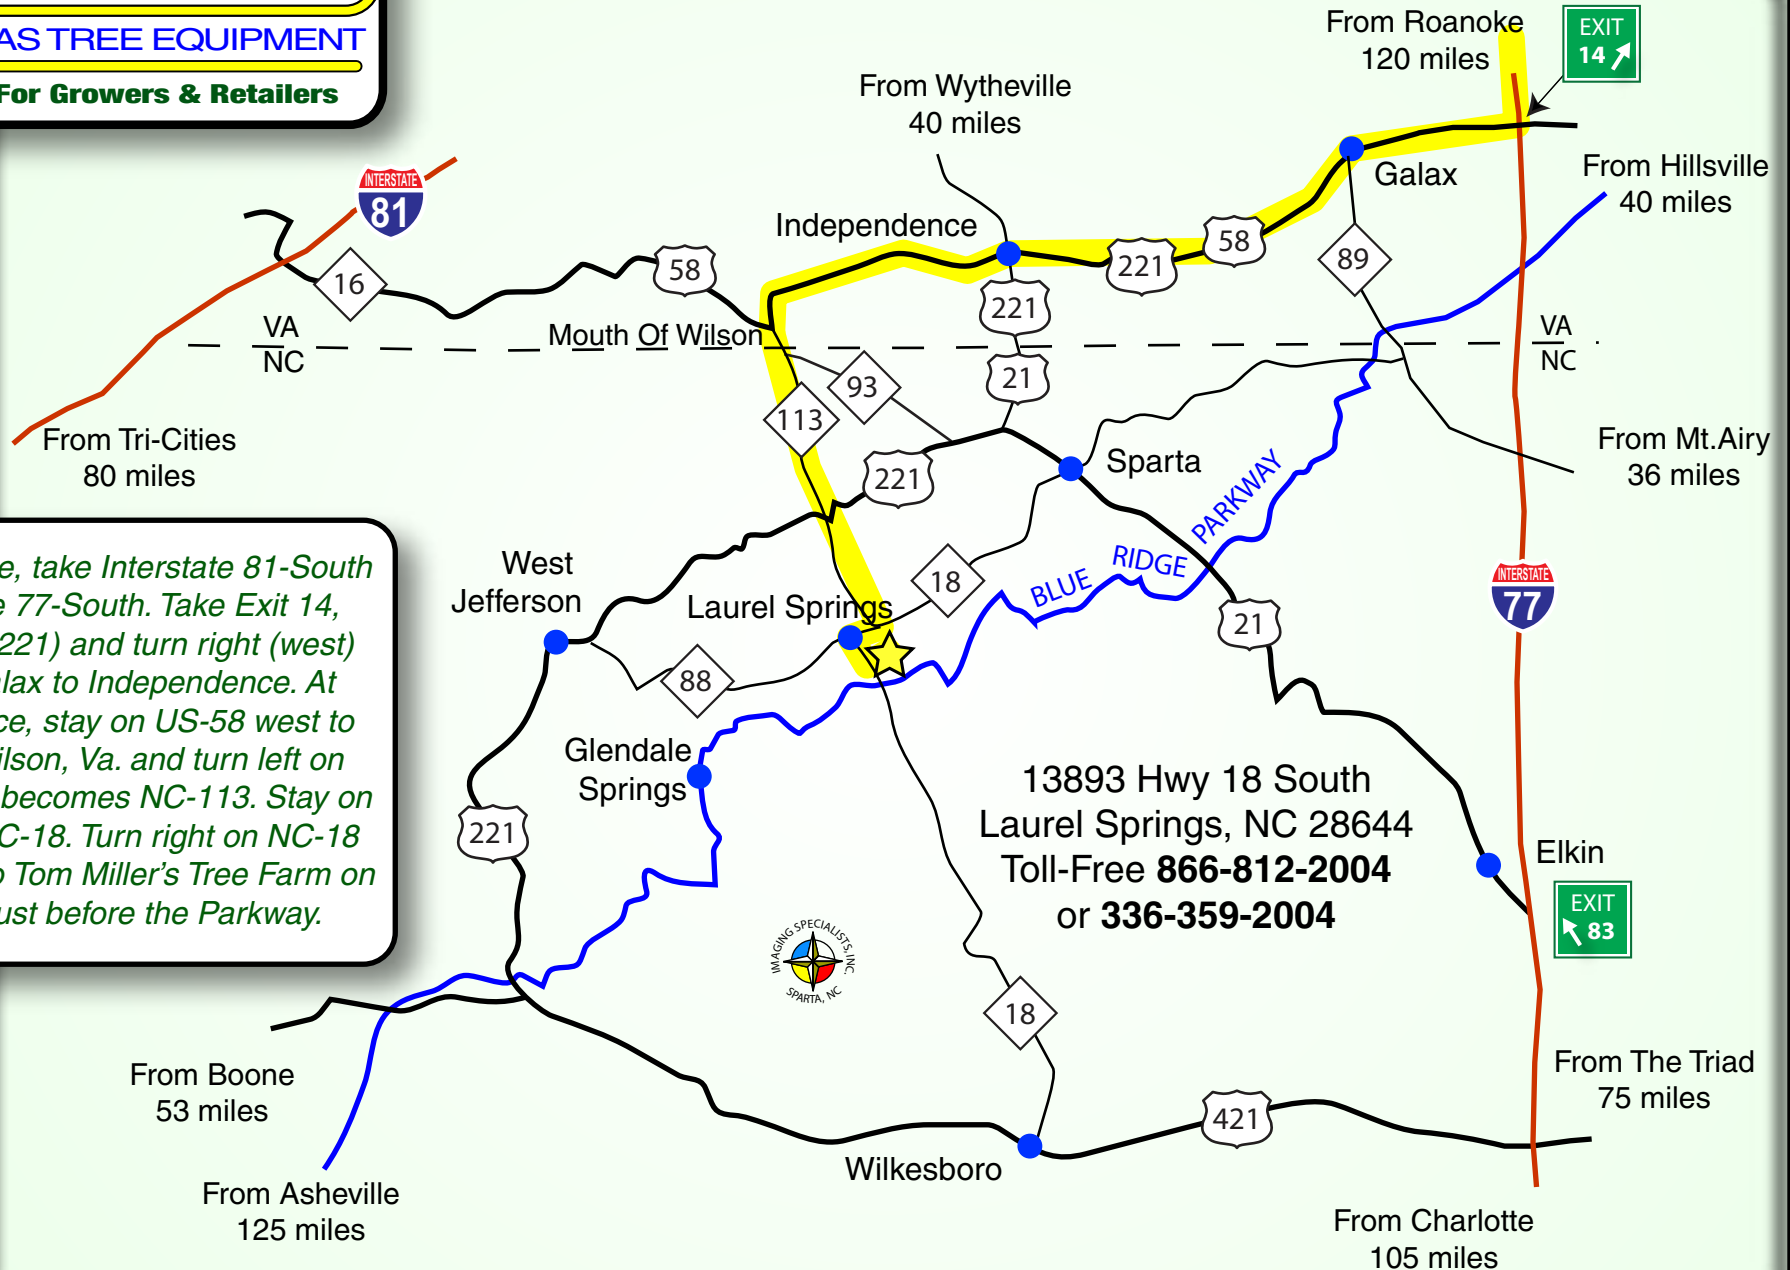 AS TREE EQUIPMENT
For Growers & Retailers
From Roanoke
120 miles
EXIT
14
From Wytheville
40 miles
From Hillsville
40 miles
Galax
INTERSTATE
81
Independence
58
221
89
16
58
221
VA
NC
Mouth Of Wilson
VA
NC
21
93
113
From Tri-Cities
80 miles
221
Sparta
From Mt.Airy
36 miles
PARKWAY
RIDGE
BLUE
West
Jefferson
18
Laurel Springs
INTERSTATE
77
21
88
e, take Interstate 81-South
e 77-South. Take Exit 14,
221) and turn right (west)
lax to Independence. At
ce, stay on US-58 west to
ilson, Va. and turn left on
becomes NC-113. Stay on
C-18. Turn right on NC-18
o Tom Miller's Tree Farm on
ust before the Parkway.
Glendale
Springs
13893 Hwy 18 South
Laurel Springs, NC 28644
Toll-Free 866-812-2004
or 336-359-2004
221
Elkin
EXIT
83
IMAGING SPECIALISTS, INC.
SPARTA, NC
18
From Boone
53 miles
From The Triad
75 miles
421
Wilkesboro
From Asheville
125 miles
From Charlotte
105 miles